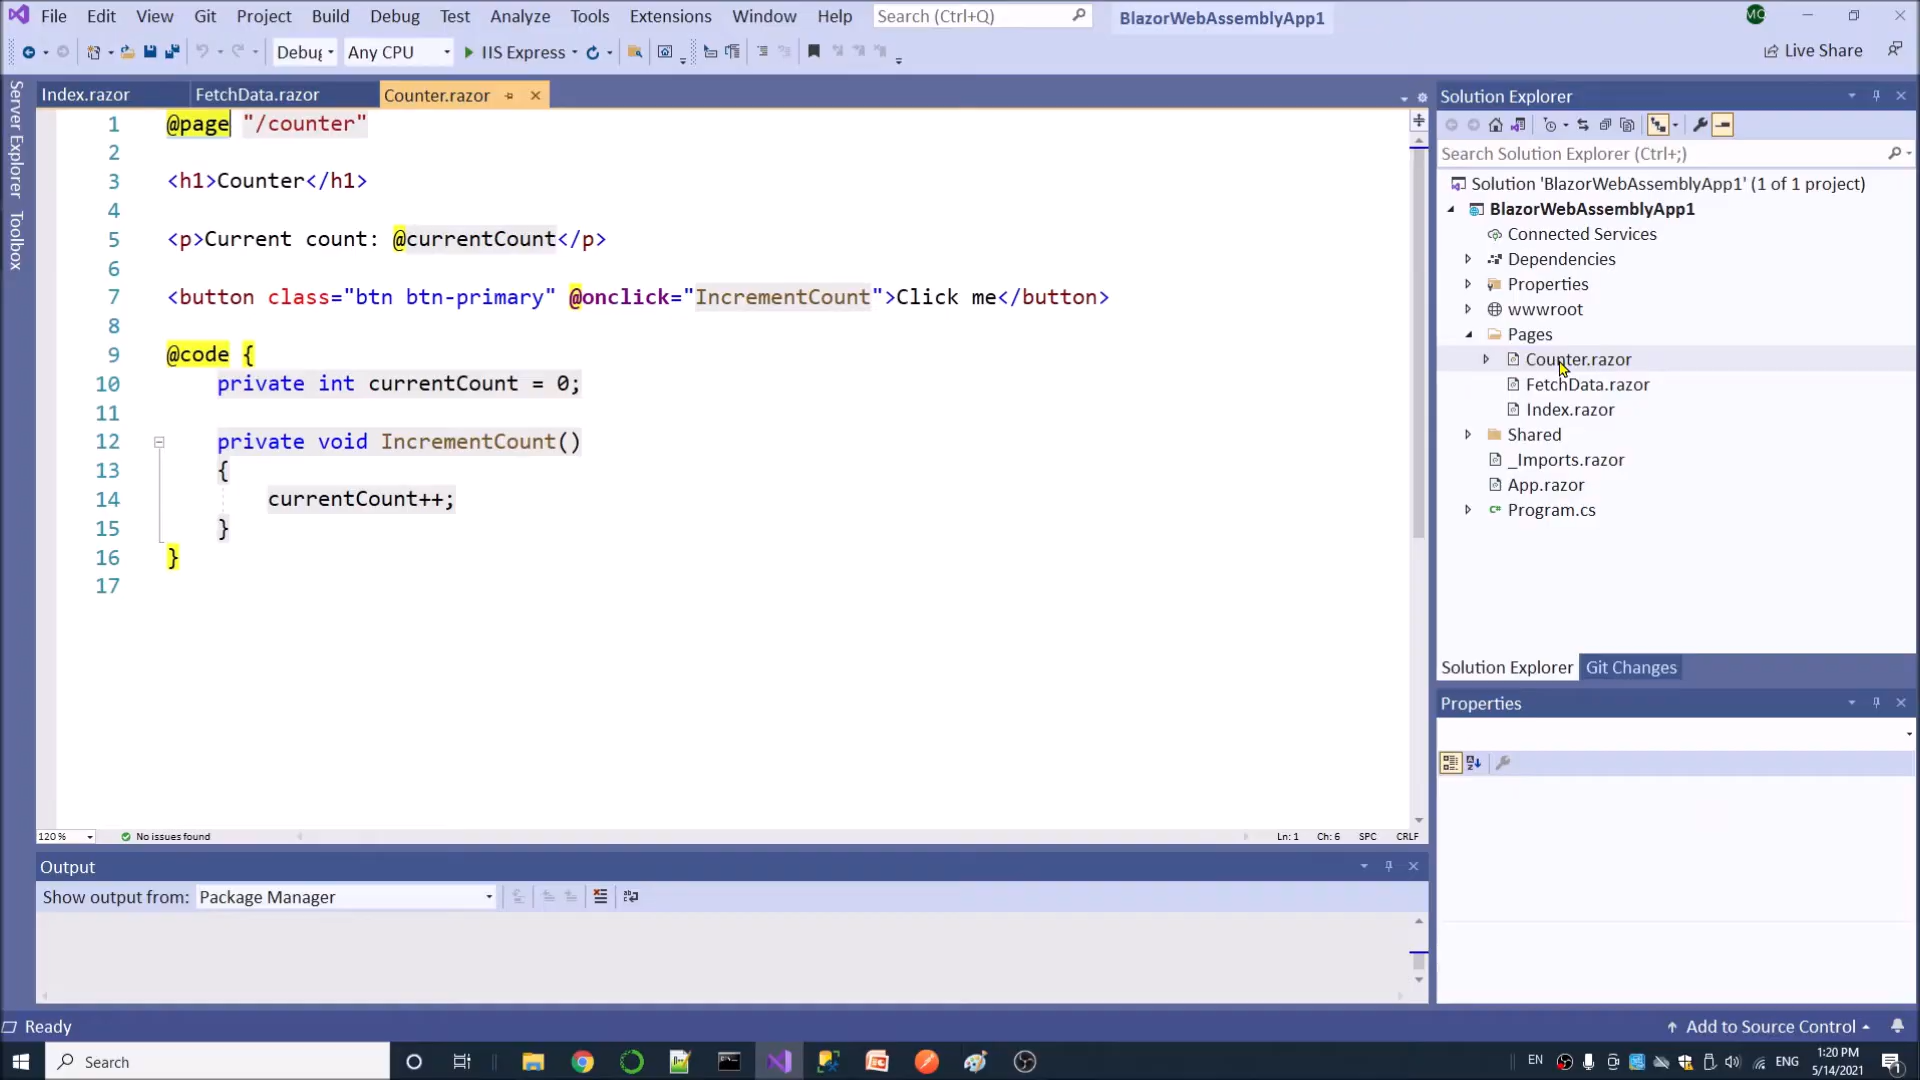 File Edit View Git Project Build Debug Test Analyze Tools Extensions Window Help Search (Ctrl+Q) BlazorWebAssemblyApp1 MC
Debug Any CPU IIS Express Live Share
Server Explorer
Toolbox
Index.razor FetchData.razor Counter.razor
1 @page "/counter"
2
3 <h1>Counter</h1>
4
5 <p>Current count: @currentCount</p>
6
7 <button class="btn btn-primary" @onclick="IncrementCount">Click me</button>
8
9 @code {
10 private int currentCount = 0;
11
12 private void IncrementCount()
13 {
14 currentCount++;
15 }
16 }
17
120 % No issues found Ln: 1 Ch: 6 SPC CRLF
Output
Show output from: Package Manager
Solution Explorer
Search Solution Explorer (Ctrl+;)
Solution 'BlazorWebAssemblyApp1' (1 of 1 project)
BlazorWebAssemblyApp1
Connected Services
Dependencies
Properties
wwwroot
Pages
Counter.razor
FetchData.razor
Index.razor
Shared
_Imports.razor
App.razor
Program.cs
Solution Explorer Git Changes
Properties
Ready Add to Source Control
Search EN ENG 1:20 PM
5/14/2021 1